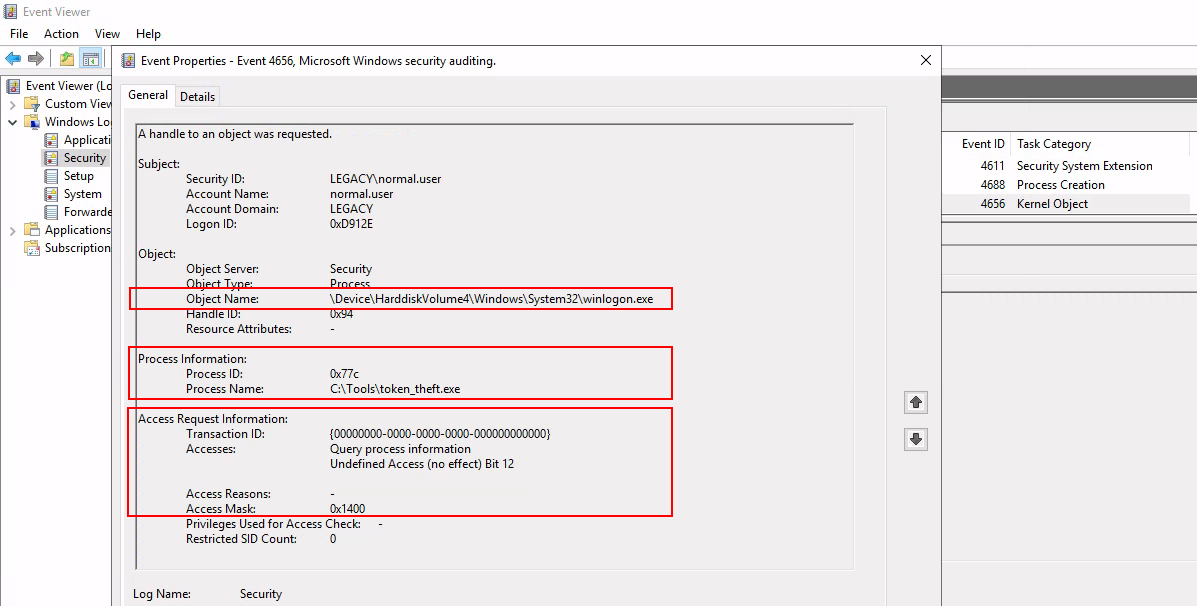 Event Viewer
File Action View Help
Event Properties - Event 4656, Microsoft Windows security auditing.
Event Viewer (Lo
Custom View
Windows Lo
Applicati
Security
Setup
System
Forwarde
Applications
Subscription
General Details
A handle to an object was requested.
Subject:
Security ID: LEGACY\normal.user
Account Name: normal.user
Account Domain: LEGACY
Logon ID: 0xD912E
Object:
Object Server: Security
Object Type: Process
Object Name: \Device\HarddiskVolume4\Windows\System32\winlogon.exe
Handle ID: 0x94
Resource Attributes: -
Process Information:
Process ID: 0x77c
Process Name: C:\Tools\token_theft.exe
Access Request Information:
Transaction ID: {00000000-0000-0000-0000-000000000000}
Accesses: Query process information
Undefined Access (no effect) Bit 12
Access Reasons: -
Access Mask: 0x1400
Privileges Used for Access Check: -
Restricted SID Count: 0
Log Name: Security
Event ID Task Category
4611 Security System Extension
4688 Process Creation
4656 Kernel Object